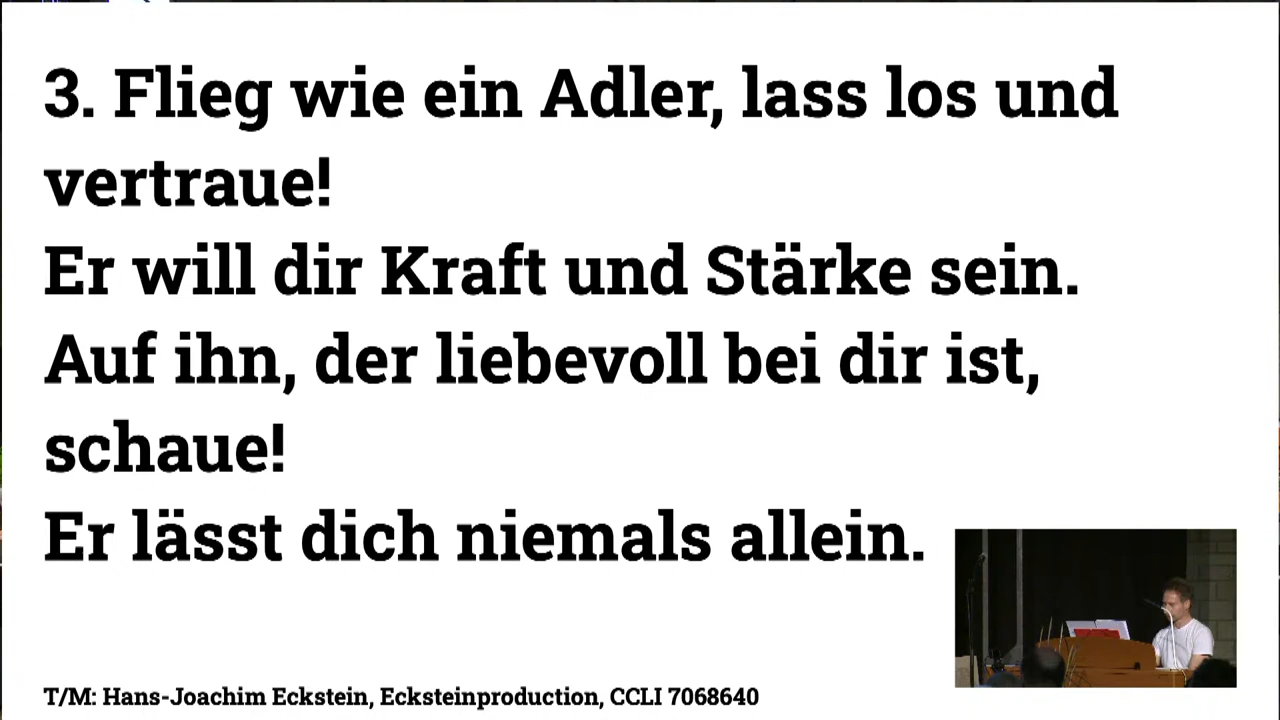 3. Flieg wie ein Adler, lass los und
vertraue!
Er will dir Kraft und Stärke sein.
Auf ihn, der liebevoll bei dir ist,
schaue!
Er lässt dich niemals allein.
T/M: Hans-Joachim Eckstein, Ecksteinproduction, CCLI 7068640